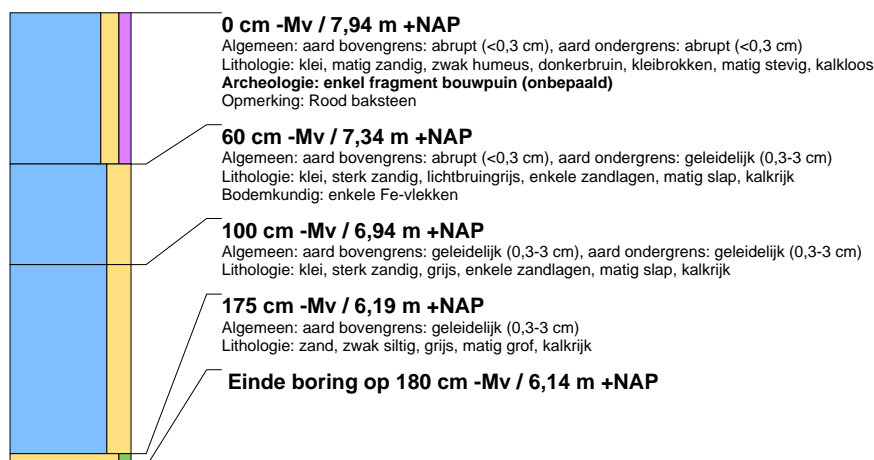 0 cm -Mv / 7,94 m +NAP
Algemeen: aard bovengrens: abrupt (<0,3 cm), aard ondergrens: abrupt (<0,3 cm)
Lithologie: klei, matig zandig, zwak humeus, donkerbruin, kleibrokken, matig stevig, kalkloos
Archeologie: enkel fragment bouwpuin (onbepaald)
Opmerking: Rood baksteen
60 cm -Mv / 7,34 m +NAP
Algemeen: aard bovengrens: abrupt (<0,3 cm), aard ondergrens: geleidelijk (0,3-3 cm)
Lithologie: klei, sterk zandig, lichtbruingrijs, enkele zandlagen, matig slap, kalkrijk
Bodemkundig: enkele Fe-vlekken
100 cm -Mv / 6,94 m +NAP
Algemeen: aard bovengrens: geleidelijk (0,3-3 cm), aard ondergrens: geleidelijk (0,3-3 cm)
Lithologie: klei, sterk zandig, grijs, enkele zandlagen, matig slap, kalkrijk
175 cm -Mv / 6,19 m +NAP
Algemeen: aard bovengrens: geleidelijk (0,3-3 cm)
Lithologie: zand, zwak siltig, grijs, matig grof, kalkrijk
Einde boring op 180 cm -Mv / 6,14 m +NAP